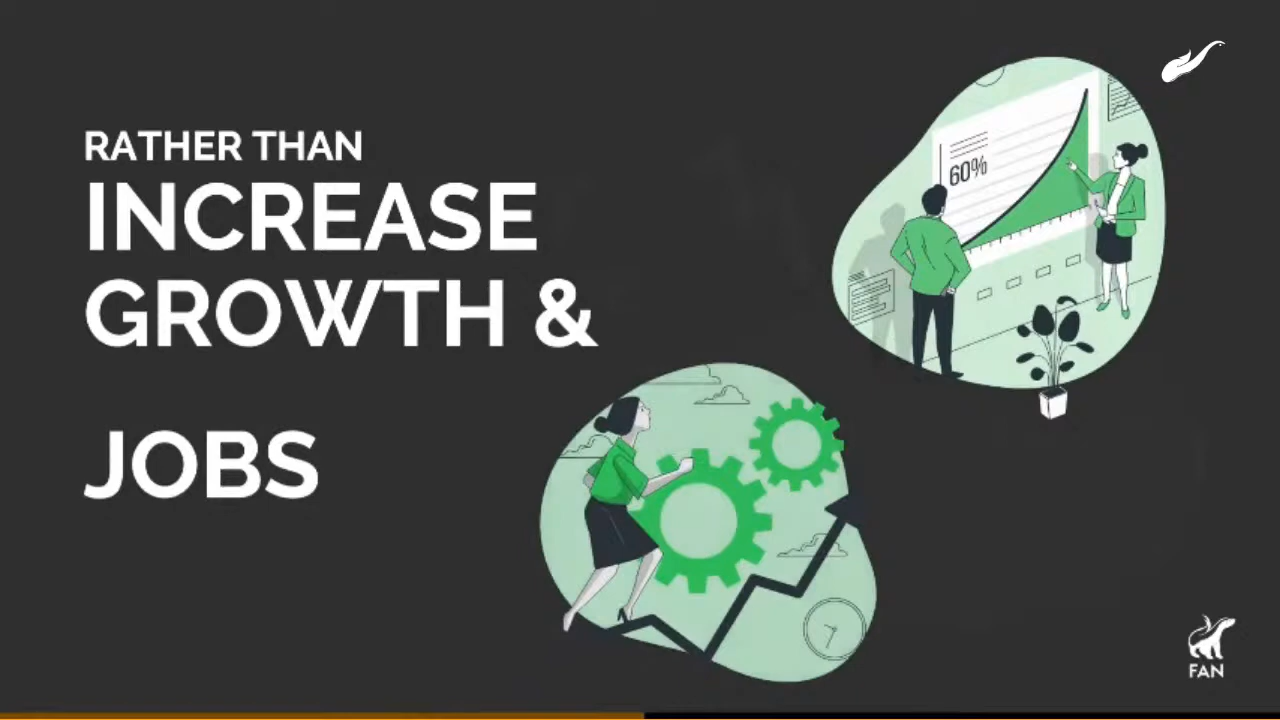 RATHER THAN
INCREASE
GROWTH &
JOBS
60%
FAN